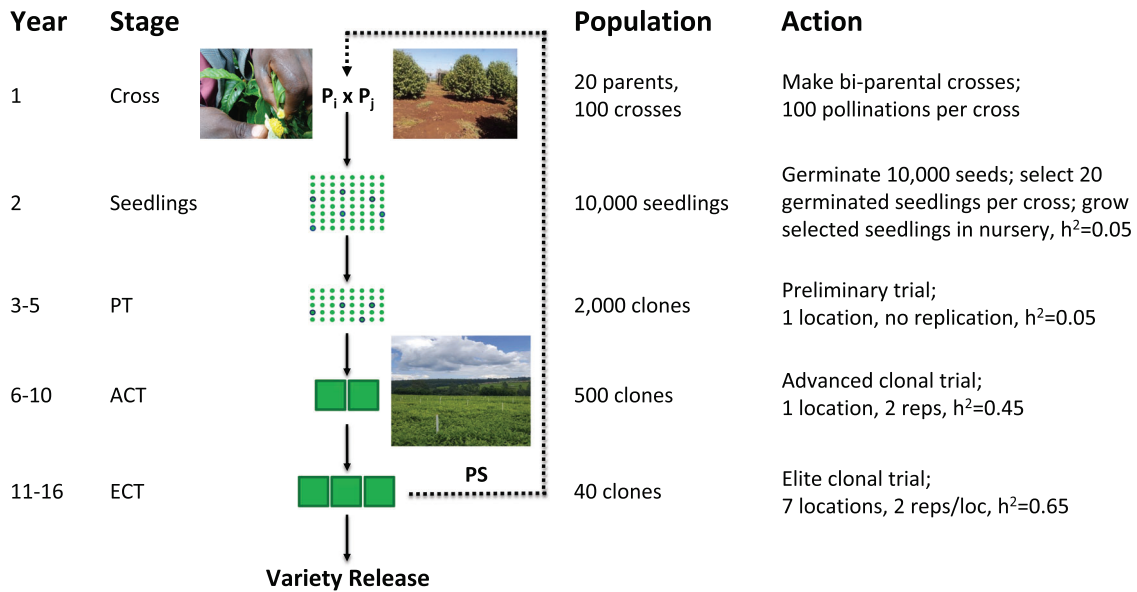 Year Stage Population Action
1 Cross P_i x P_j 20 parents, Make bi-parental crosses;
100 crosses 100 pollinations per cross
Germinate 10,000 seeds; select 20
2 Seedlings 10,000 seedlings germinated seedlings per cross; grow
selected seedlings in nursery, h²=0.05
Preliminary trial;
3-5 PT 2,000 clones 1 location, no replication, h²=0.05
Advanced clonal trial;
6-10 ACT 500 clones 1 location, 2 reps, h²=0.45
PS
Elite clonal trial;
11-16 ECT 40 clones 7 locations, 2 reps/loc, h²=0.65
Variety Release